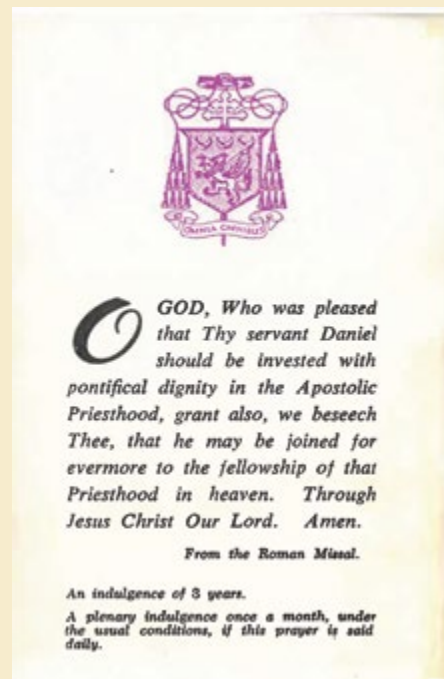 OMNIA OMNIBUS
O GOD, Who was pleased
that Thy servant Daniel
should be invested with
pontifical dignity in the Apostolic
Priesthood, grant also, we beseech
Thee, that he may be joined for
evermore to the fellowship of that
Priesthood in heaven. Through
Jesus Christ Our Lord. Amen.
From the Roman Missal.
An indulgence of 3 years.
A plenary indulgence once a month, under
the usual conditions, if this prayer is said
daily.